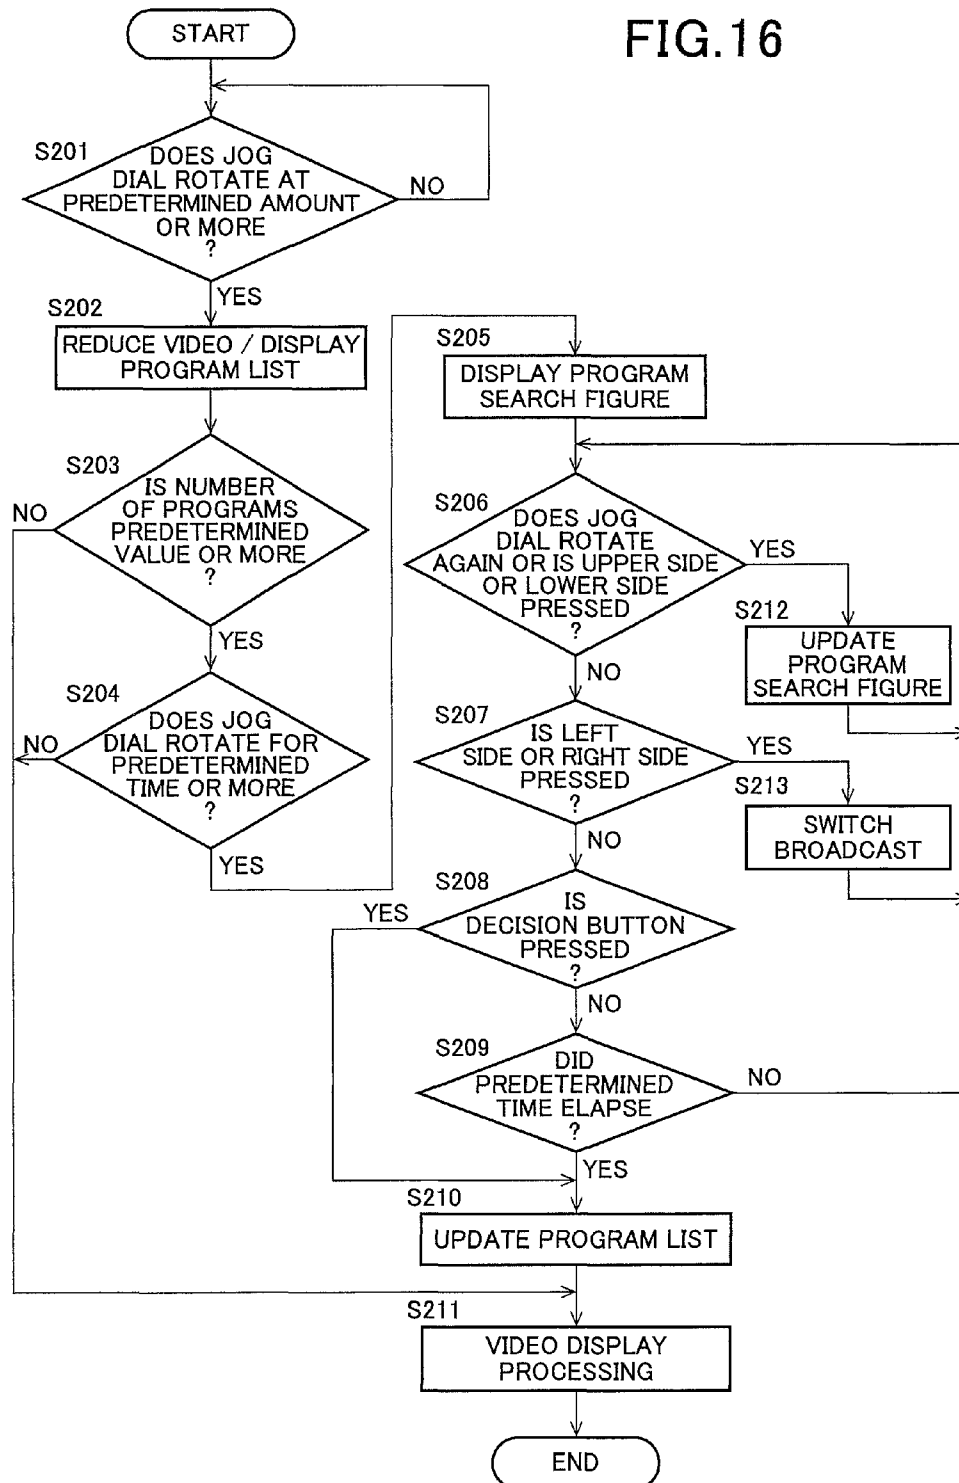 FIG.16
START
S201
DOES JOG
DIAL ROTATE AT
PREDETERMINED AMOUNT
OR MORE
?
NO
YES
S202
REDUCE VIDEO / DISPLAY
PROGRAM LIST
S203
IS NUMBER
OF PROGRAMS
PREDETERMINED
VALUE OR MORE
?
NO
YES
S204
DOES JOG
DIAL ROTATE FOR
PREDETERMINED
TIME OR MORE
?
NO
YES
S205
DISPLAY PROGRAM
SEARCH FIGURE
S206
DOES JOG
DIAL ROTATE
AGAIN OR IS UPPER SIDE
OR LOWER SIDE
PRESSED
?
YES
NO
S212
UPDATE
PROGRAM
SEARCH FIGURE
S207
IS LEFT
SIDE OR RIGHT SIDE
PRESSED
?
YES
NO
S213
SWITCH
BROADCAST
S208
IS
DECISION BUTTON
PRESSED
?
YES
NO
S209
DID
PREDETERMINED
TIME ELAPSE
?
NO
YES
S210
UPDATE PROGRAM LIST
S211
VIDEO DISPLAY
PROCESSING
END